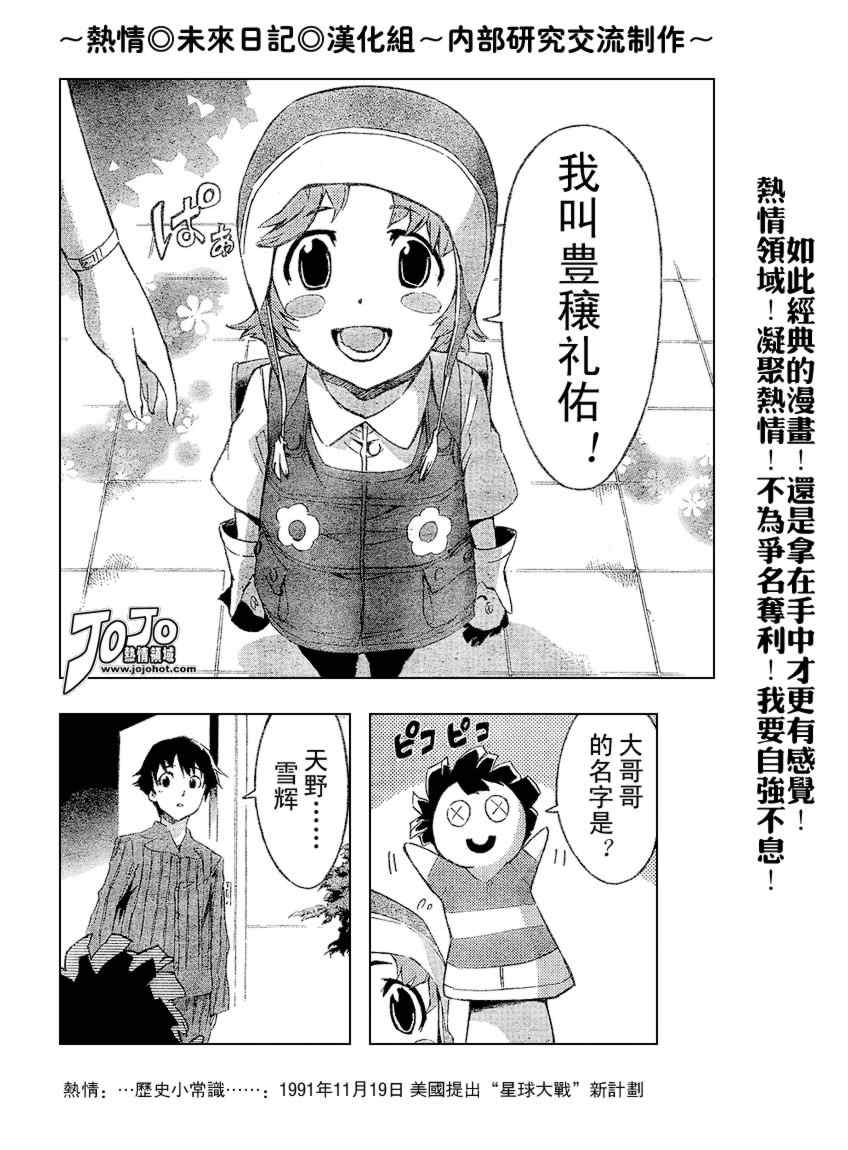 ～熱情◎未來日記◎漢化組～内部研究交流制作～
如此經典的漫畫！還是拿在手中才更有感覺！
熱情領域！凝聚熱情！不為爭名奪利！我要自強不息！
我叫豊穣礼佑！
ぱぁ
JOJO
熱情領域
www.jojohot.com
大哥哥
的名字是？
ピコ ピコ
天野……
雪辉
熱情：…歷史小常識……：1991年11月19日 美國提出“星球大戰”新計劃